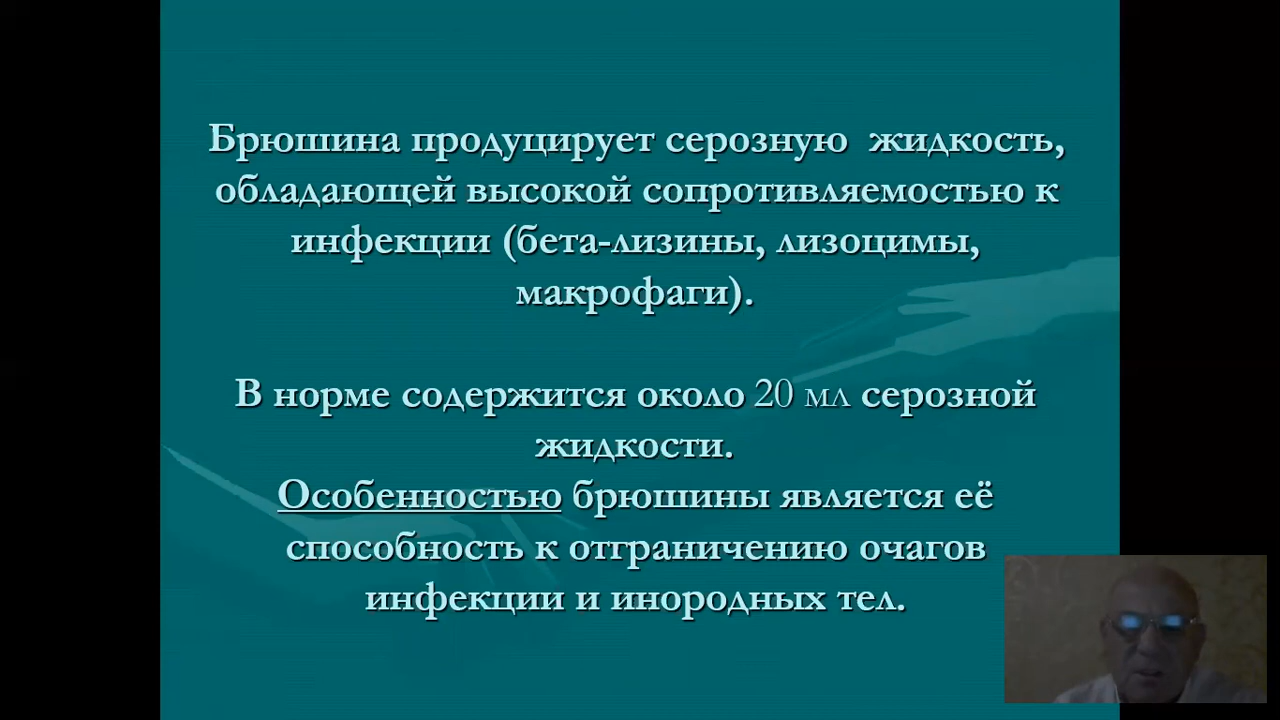 Брюшина продуцирует серозную жидкость,
обладающей высокой сопротивляемостью к
инфекции (бета-лизины, лизоцимы,
макрофаги).
В норме содержится около 20 мл серозной
жидкости.
Особенностью брюшины является её
способность к отграничению очагов
инфекции и инородных тел.